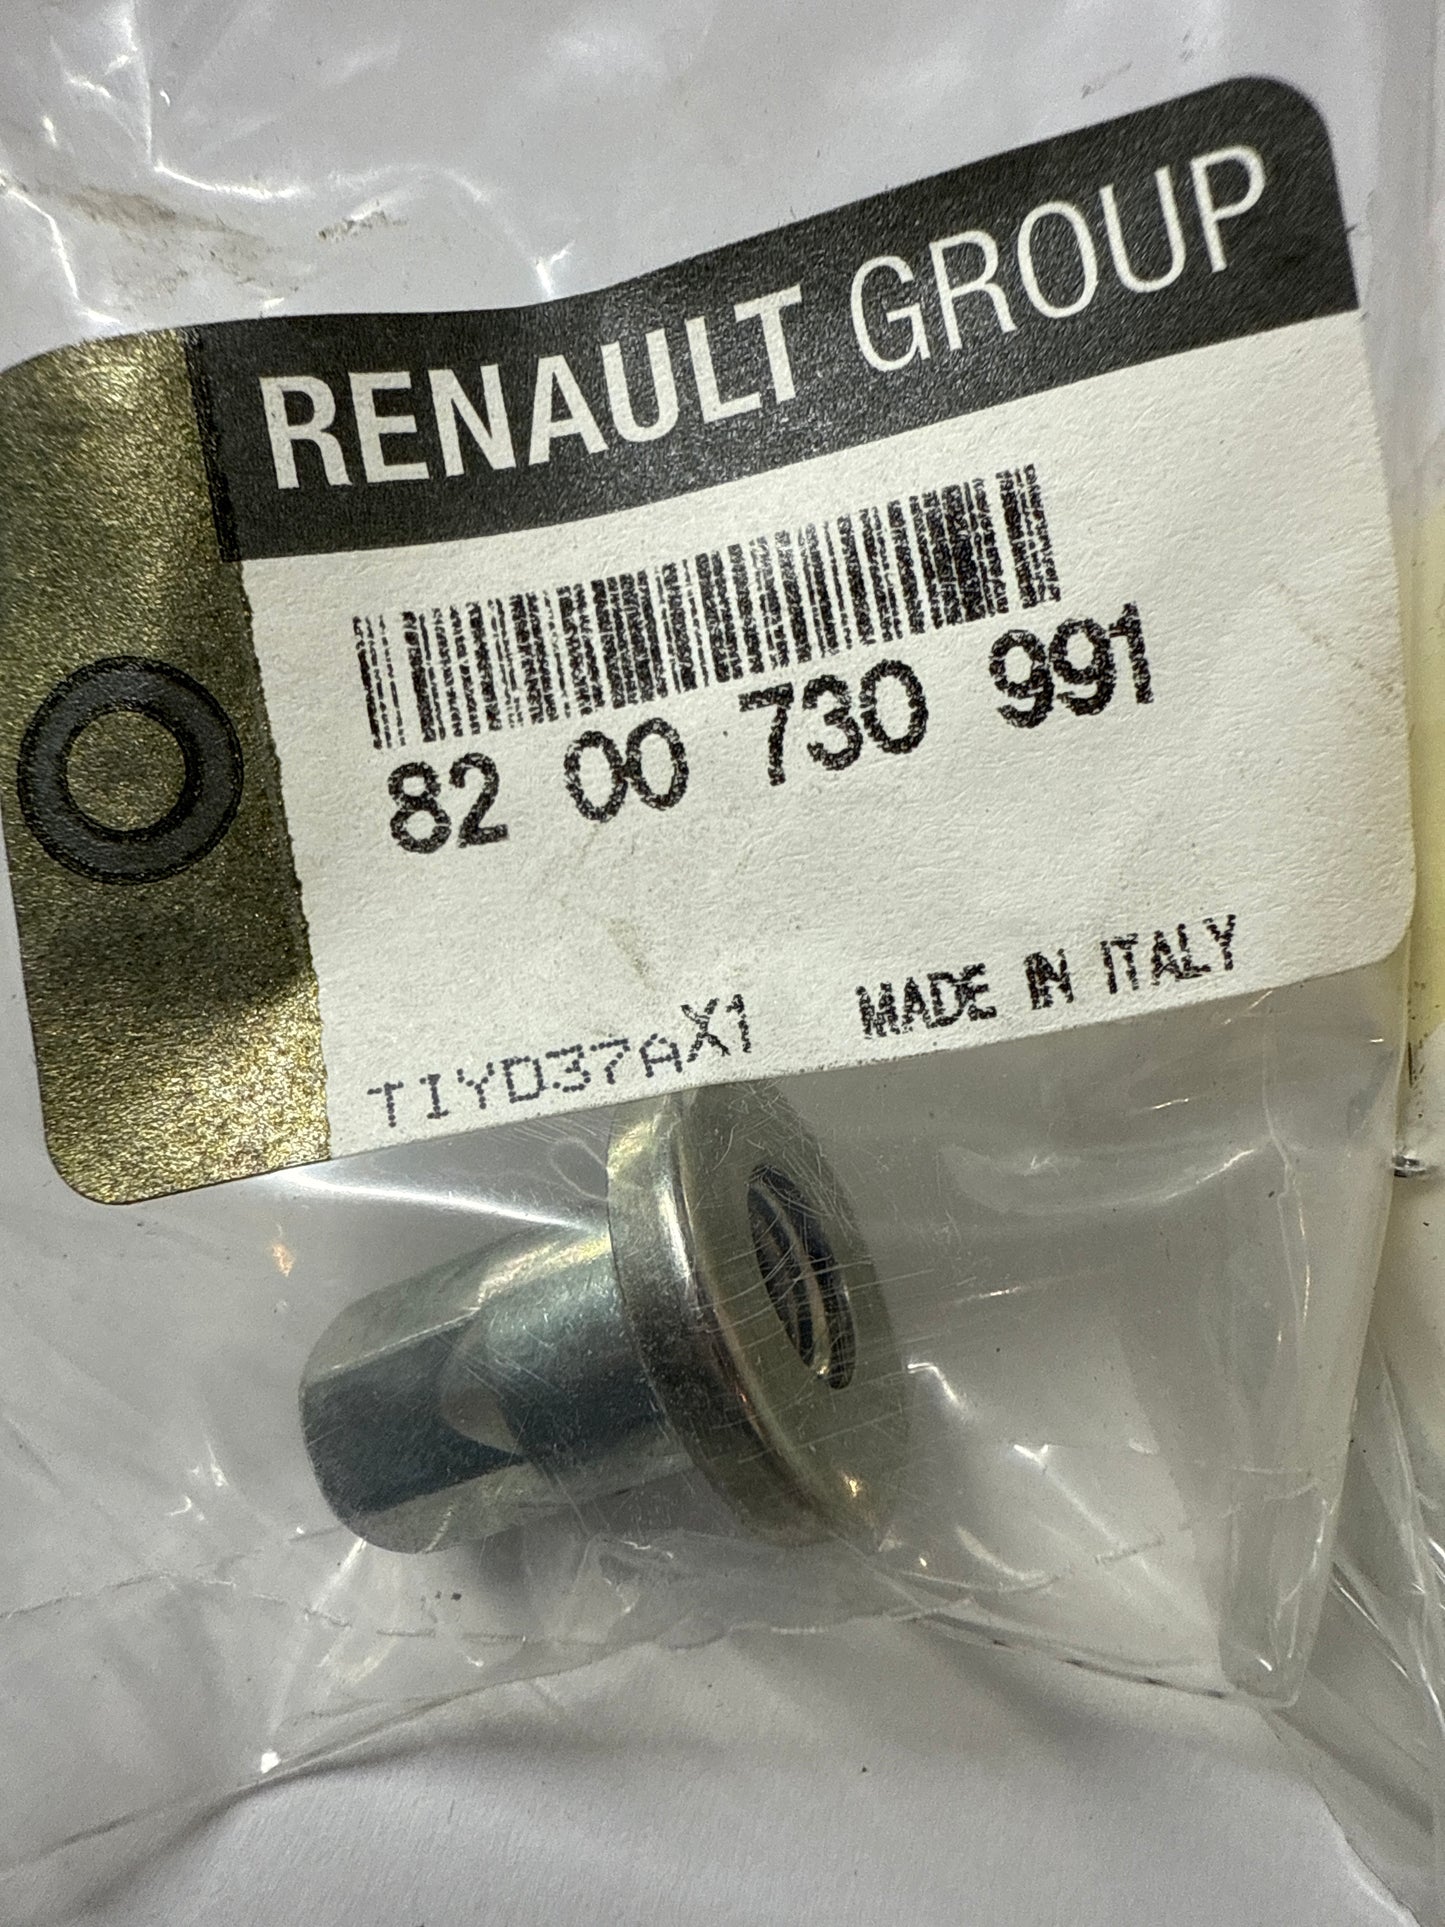 RENAULT GROUP
82 00 730 991
TIYD37AX1 MADE IN ITALY